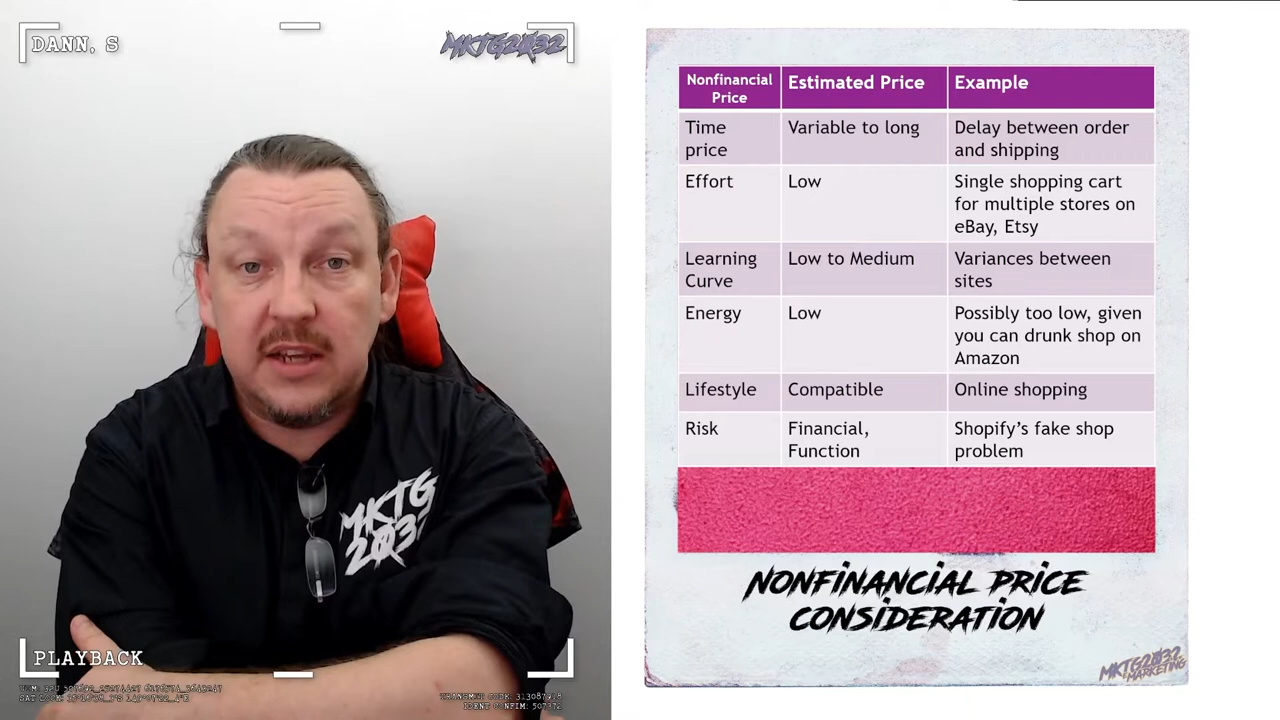 DANN, S
MKTG2032
MKTG
2032
PLAYBACK
Nonfinancial
Price
Estimated Price
Example
Time
price
Variable to long
Delay between order
and shipping
Effort
Low
Single shopping cart
for multiple stores on
eBay, Etsy
Learning
Curve
Low to Medium
Variances between
sites
Energy
Low
Possibly too low, given
you can drunk shop on
Amazon
Lifestyle
Compatible
Online shopping
Risk
Financial,
Function
Shopify’s fake shop
problem
NONFINANCIAL PRICE
CONSIDERATION
MKTG2032
MARKETING